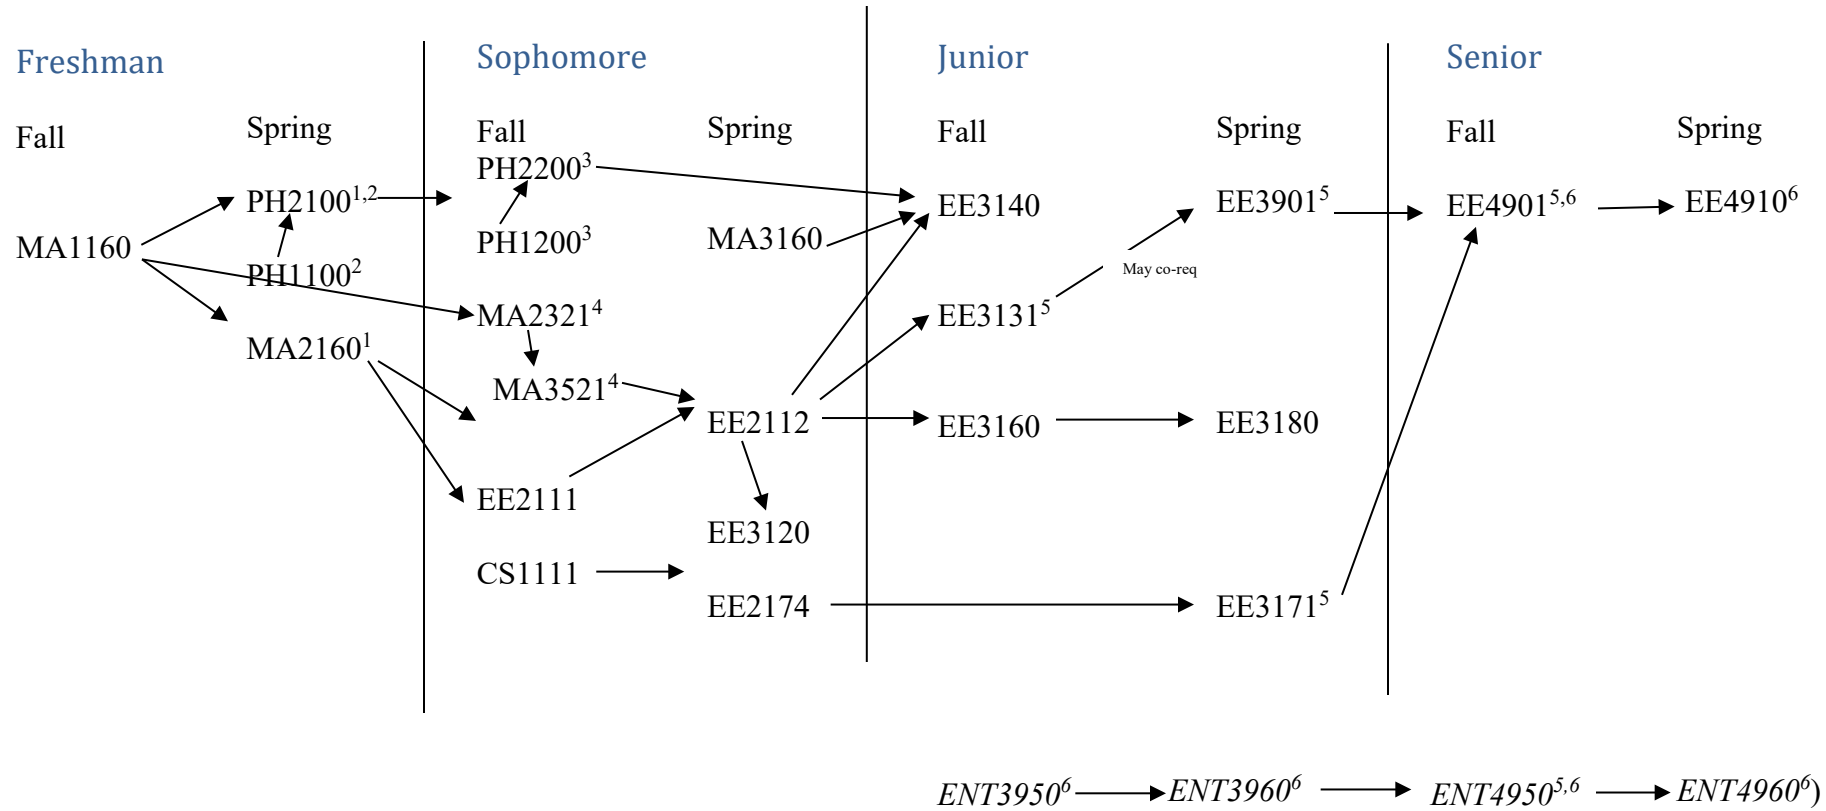 Freshman
Sophomore
Junior
Senior
Fall
Spring
Fall
Spring
Fall
Spring
Fall
Spring
PH2200³
PH2100¹,²
EE3140
EE3901⁵
EE4901⁵,⁶
EE4910⁶
MA1160
PH1200³
MA3160
PH1100²
May co-req
MA2321⁴
EE3131⁵
MA2160¹
MA3521⁴
EE2112
EE3160
EE3180
EE2111
EE3120
CS1111
EE2174
EE3171⁵
ENT3950⁶
ENT3960⁶
ENT4950⁵,⁶
ENT4960⁶)